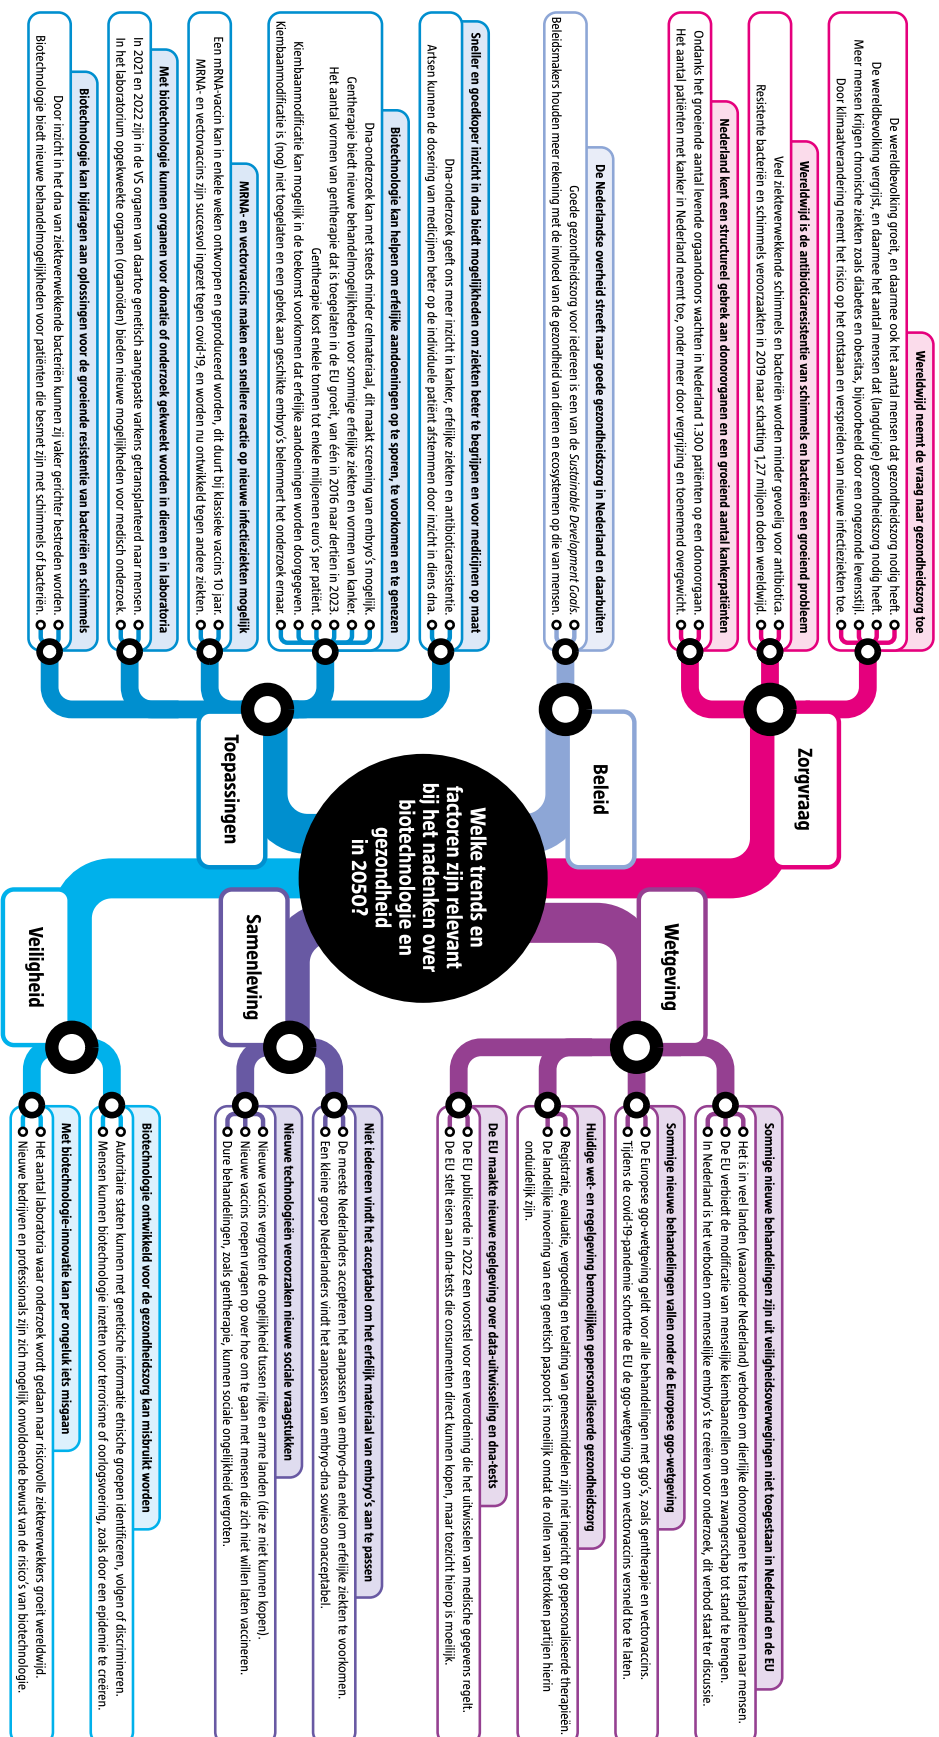 Welke trends en
factoren zijn relevant
bij het nadenken over
biotechnologie en
gezondheid
in 2050?
Zorgvraag
Wereldwijd neemt de vraag naar gezondheidszorg toe
De wereldbevolking groeit, en daarmee ook het aantal mensen dat gezondheidszorg nodig heeft.
De wereldbevolking vergrijst, en daarmee het aantal mensen dat (langdurige) gezondheidszorg nodig heeft.
Meer mensen krijgen chronische ziekten zoals diabetes en obesitas, bijvoorbeeld door een ongezonde levensstijl.
Door klimaatverandering neemt het risico op het ontstaan en verspreiden van nieuwe infectieziekten toe.
Wereldwijd is de antibioticaresistentie van schimmels en bacteriën een groeiend probleem
Veel ziekteverwekkende schimmels en bacteriën worden minder gevoelig voor antibiotica.
Resistente bacteriën en schimmels veroorzaakten in 2019 naar schatting 1,27 miljoen doden wereldwijd.
Nederland kent een structureel gebrek aan donororganen en een groeiend aantal kankerpatiënten
Ondanks het groeiende aantal levende orgaandonors wachten in Nederland 1.300 patiënten op een donororgaan.
Het aantal patiënten met kanker in Nederland neemt toe, onder meer door vergrijzing en toenemend overgewicht.
Beleid
De Nederlandse overheid streeft naar goede gezondheidszorg in Nederland en daarbuiten
Goede gezondheidszorg voor iedereen is een van de Sustainable Development Goals.
Beleidsmakers houden meer rekening met de invloed van de gezondheid van dieren en ecosystemen op die van mensen.
Toepassingen
Sneller en goedkoper inzicht in dna biedt mogelijkheden om ziekten beter te begrijpen en voor medicijnen op maat
Dna-onderzoek geeft ons meer inzicht in kanker, erfelijke ziekten en antibioticaresistentie.
Artsen kunnen de dosering van medicijnen beter op de individuele patiënt afstemmen door inzicht in diens dna.
Biotechnologie kan helpen om erfelijke aandoeningen op te sporen, te voorkomen en te genezen
Dna-onderzoek kan met steeds minder celmateriaal, dit maakt screening van embryo's mogelijk.
Gentherapie biedt nieuwe behandelmogelijkheden voor sommige erfelijke ziekten en vormen van kanker.
Het aantal vormen van gentherapie dat is toegelaten in de EU groeit, van één in 2016 naar dertien in 2023.
Gentherapie kost enkele tonnen tot enkele miljoenen euro's per patiënt.
Kiembaanmodificatie kan mogelijk in de toekomst voorkomen dat erfelijke aandoeningen worden doorgegeven.
Kiembaanmodificatie is (nog) niet toegelaten en een gebrek aan geschikte embryo's belemmert het onderzoek ernaar.
MRNA- en vectorvaccins maken een snellere reactie op nieuwe infectieziekten mogelijk
Een mRNA-vaccin kan in enkele weken ontworpen en geproduceerd worden, dit duurt bij klassieke vaccins 10 jaar.
MRNA- en vectorvaccins zijn succesvol ingezet tegen covid-19, en worden nu ontwikkeld tegen andere ziekten.
Met biotechnologie kunnen organen voor donatie of onderzoek gekweekt worden in dieren en in laboratoria
In 2021 en 2022 zijn in de VS organen van daartoe genetisch aangepaste varkens getransplanteerd naar mensen.
In het laboratorium opgekweekte organen (organoïden) bieden nieuwe mogelijkheden voor medisch onderzoek.
Biotechnologie kan bijdragen aan oplossingen voor de groeiende resistentie van bacteriën en schimmels
Door inzicht in het dna van ziekteverwekkende bacteriën kunnen zij vaker gerichter bestreden worden.
Biotechnologie biedt nieuwe behandelmogelijkheden voor patiënten die besmet zijn met schimmels of bacteriën.
Wetgeving
Sommige nieuwe behandelingen zijn uit veiligheidsoverwegingen niet toegestaan in Nederland en de EU
Het is in veel landen (waaronder Nederland) verboden om dierlijke donororganen te transplanteren naar mensen.
De EU verbiedt de modificatie van menselijke kiembaancellen om een zwangerschap tot stand te brengen.
In Nederland is het verboden om menselijke embryo's te creëren voor onderzoek, dit verbod staat ter discussie.
Sommige nieuwe behandelingen vallen onder de Europese ggo-wetgeving
De Europese ggo-wetgeving geldt voor alle behandelingen met ggo's, zoals gentherapie en vectorvaccins.
Tijdens de covid-19-pandemie schortte de EU de ggo-wetgeving op om vectorvaccins versneld toe te laten.
Huidige wet- en regelgeving bemoeilijken gepersonaliseerde gezondheidszorg
Registratie, evaluatie, vergoeding en toelating van geneesmiddelen zijn niet ingericht op gepersonaliseerde therapieën.
De landelijke invoering van een genetisch paspoort is moeilijk omdat de rollen van betrokken partijen hierin
onduidelijk zijn.
De EU maakte nieuwe regelgeving over data-uitwisseling en dna-tests
De EU publiceerde in 2022 een voorstel voor een verordening die het uitwisselen van medische gegevens regelt.
De EU stelt eisen aan dna-tests die consumenten direct kunnen kopen, maar toezicht hierop is moeilijk.
Samenleving
Niet iedereen vindt het acceptabel om het erfelijk materiaal van embryo's aan te passen
De meeste Nederlanders accepteren het aanpassen van embryo-dna enkel om erfelijke ziekten te voorkomen.
Een kleine groep Nederlanders vindt het aanpassen van embryo-dna sowieso onacceptabel.
Nieuwe technologieën veroorzaken nieuwe sociale vraagstukken
Nieuwe vaccins vergroten de ongelijkheid tussen rijke en arme landen (die ze niet kunnen kopen).
Nieuwe vaccins roepen vragen op over hoe om te gaan met mensen die zich niet willen laten vaccineren.
Dure behandelingen, zoals gentherapie, kunnen sociale ongelijkheid vergroten.
Veiligheid
Biotechnologie ontwikkeld voor de gezondheidszorg kan misbruikt worden
Autoritaire staten kunnen met genetische informatie etnische groepen identificeren, volgen of discrimineren.
Mensen kunnen biotechnologie inzetten voor terrorisme of oorlogsvoering, zoals door een epidemie te creëren.
Met biotechnologie-innovatie kan per ongeluk iets misgaan
Het aantal laboratoria waar onderzoek wordt gedaan naar risicovolle ziekteverwekkers groeit wereldwijd.
Nieuwe bedrijven en professionals zijn zich mogelijk onvoldoende bewust van de risico's van biotechnologie.